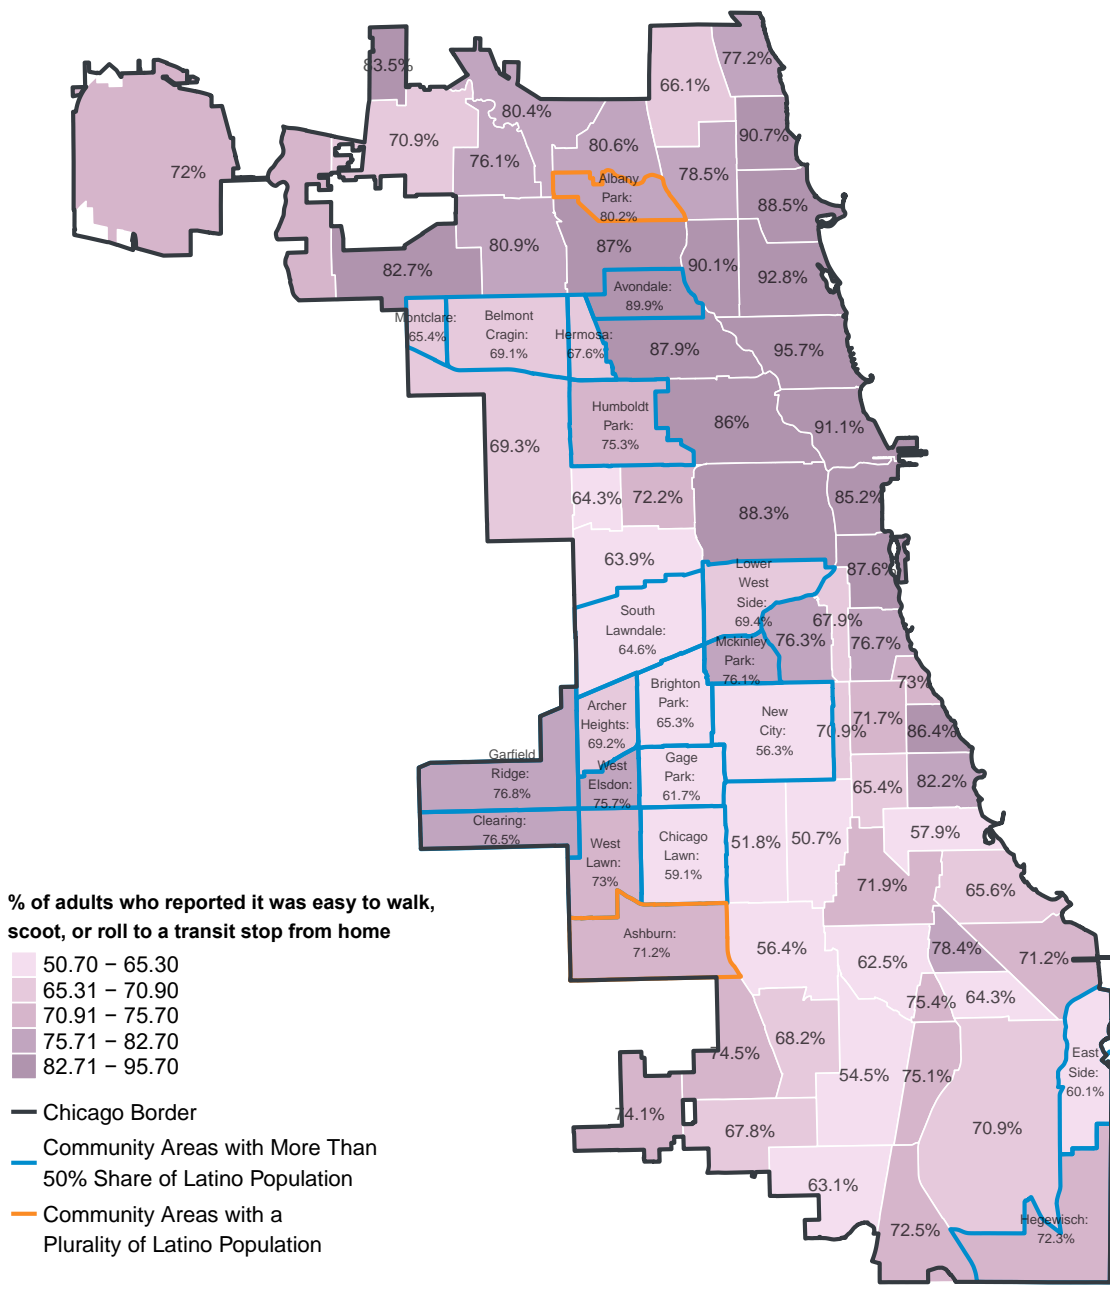 77.2%
83.5%
66.1%
80.4%
90.7%
70.9%
80.6%
76.1%
72%
78.5%
Albany
Park:
80.2%
88.5%
80.9%
87%
90.1%
82.7%
92.8%
Avondale:
89.9%
Montclare:
65.4%
Belmont
Cragin:
69.1%
Hermosa:
67.6%
87.9%
95.7%
Humboldt
Park:
75.3%
86%
91.1%
69.3%
64.3%
72.2%
88.3%
85.2%
63.9%
87.6%
Lower
West
Side:
69.4%
South
Lawndale:
64.6%
67.9%
76.3%
76.7%
Mckinley
Park:
76.1%
73%
Brighton
Park:
65.3%
Archer
Heights:
69.2%
New
City:
56.3%
70.9%
71.7%
86.4%
Garfield
Ridge:
76.8%
West
Elsdon:
75.7%
Gage
Park:
61.7%
65.4%
82.2%
Clearing:
76.5%
West
Lawn:
73%
Chicago
Lawn:
59.1%
51.8%
50.7%
57.9%
71.9%
65.6%
Ashburn:
71.2%
56.4%
62.5%
78.4%
71.2%
75.4%
64.3%
74.5%
68.2%
54.5%
75.1%
East
Side:
60.1%
74.1%
67.8%
70.9%
63.1%
72.5%
Hegewisch:
72.3%
% of adults who reported it was easy to walk,
scoot, or roll to a transit stop from home
50.70 − 65.30
65.31 − 70.90
70.91 − 75.70
75.71 − 82.70
82.71 − 95.70
Chicago Border
Community Areas with More Than
50% Share of Latino Population
Community Areas with a
Plurality of Latino Population